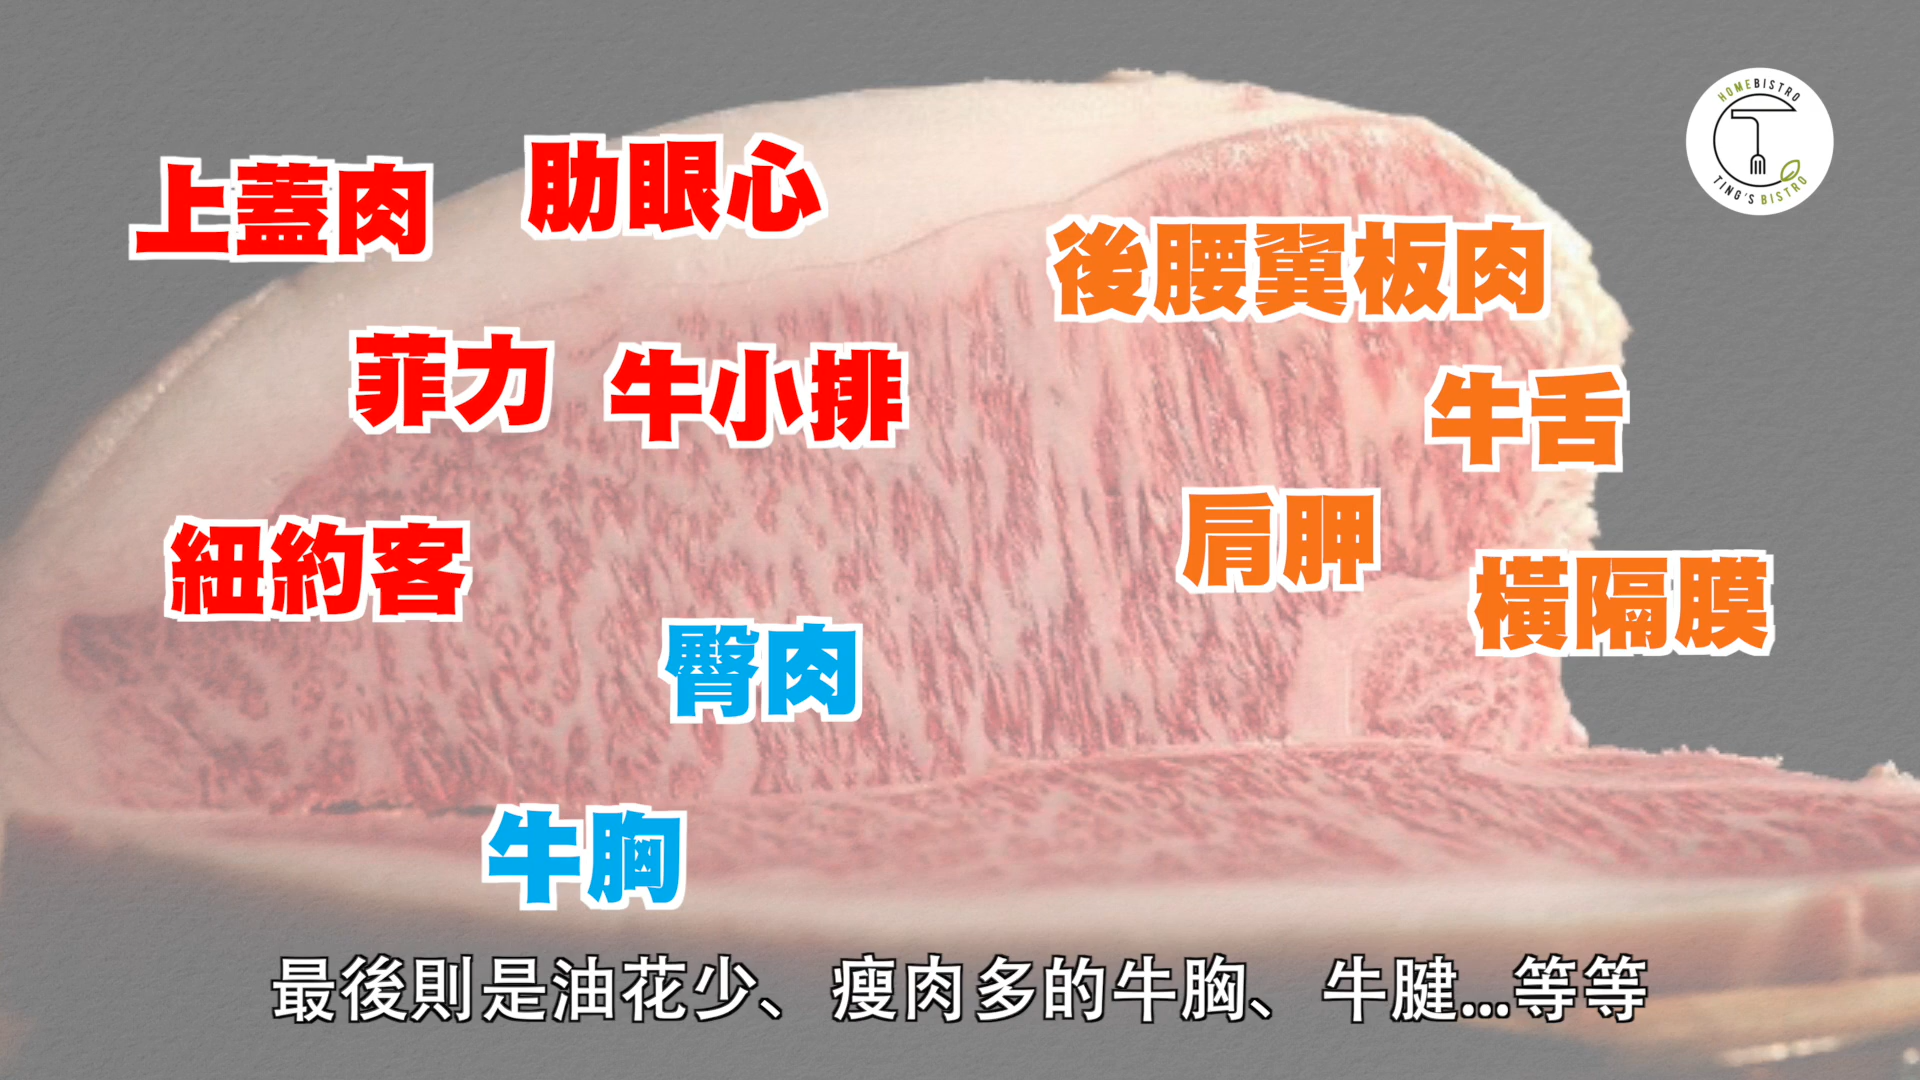 HOMEBISTRO
TING'S BISTRO
上蓋肉
肋眼心
後腰翼板肉
菲力
牛小排
牛舌
紐約客
肩胛
橫隔膜
臀肉
牛胸
最後則是油花少、瘦肉多的牛胸、牛腱...等等